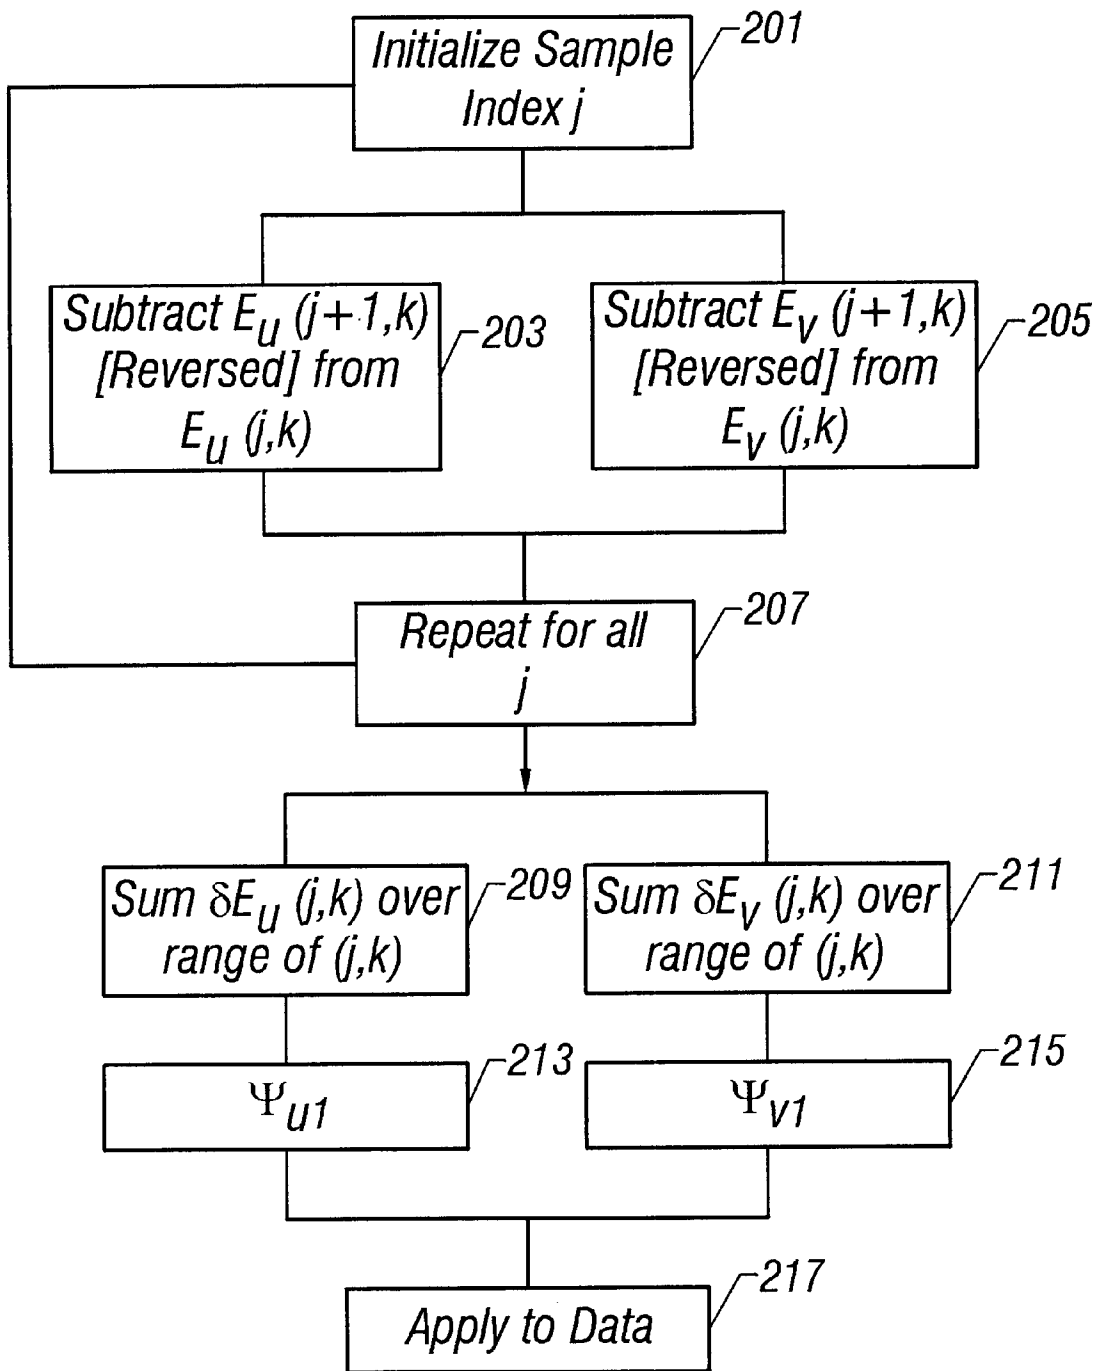 Initialize Sample
Index j
201
Subtract E_u (j+1,k)
[Reversed] from
E_u (j,k)
203
Subtract E_v (j+1,k)
[Reversed] from
E_v (j,k)
205
Repeat for all
j
207
Sum δE_u (j,k) over
range of (j,k)
209
Sum δE_v (j,k) over
range of (j,k)
211
Ψ_u1
213
Ψ_v1
215
Apply to Data
217